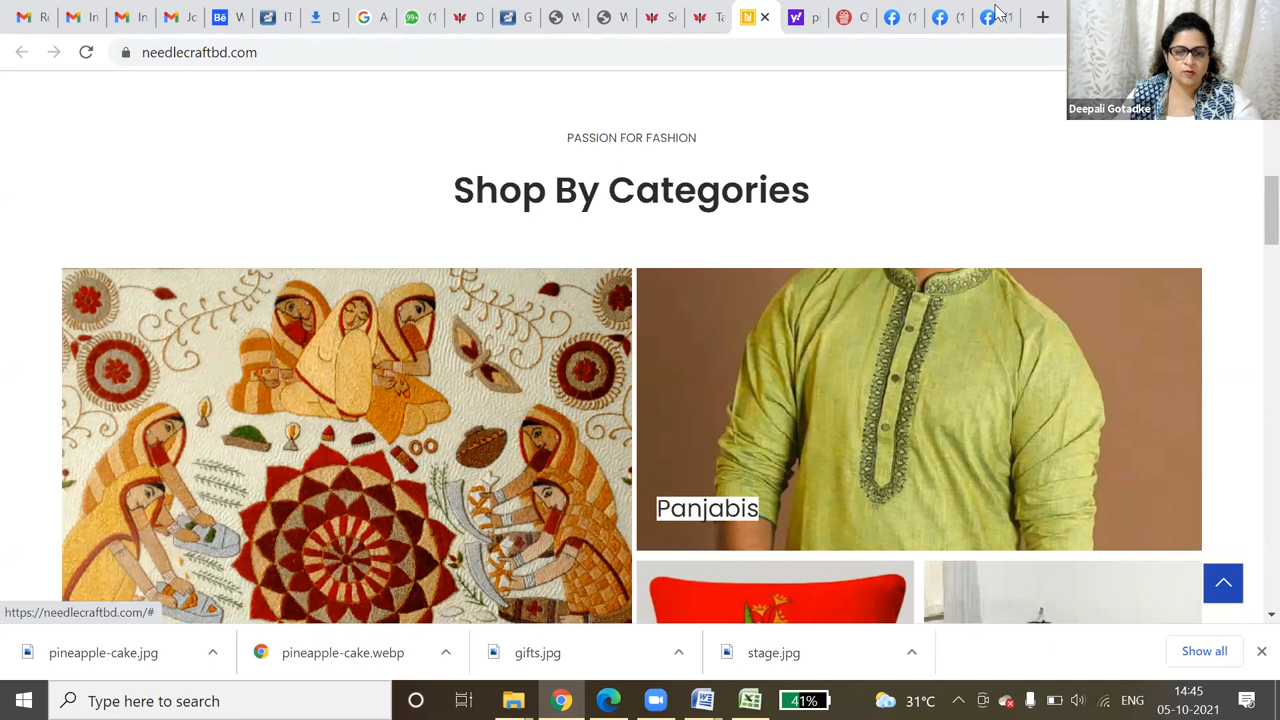 needlecraftbd.com
Deepali Gotadke
PASSION FOR FASHION
Shop By Categories
Panjabis
https://needlecraftbd.com/#
pineapple-cake.jpg
pineapple-cake.webp
gifts.jpg
stage.jpg
Show all
Type here to search
41%
31°C
ENG
14:45
05-10-2021